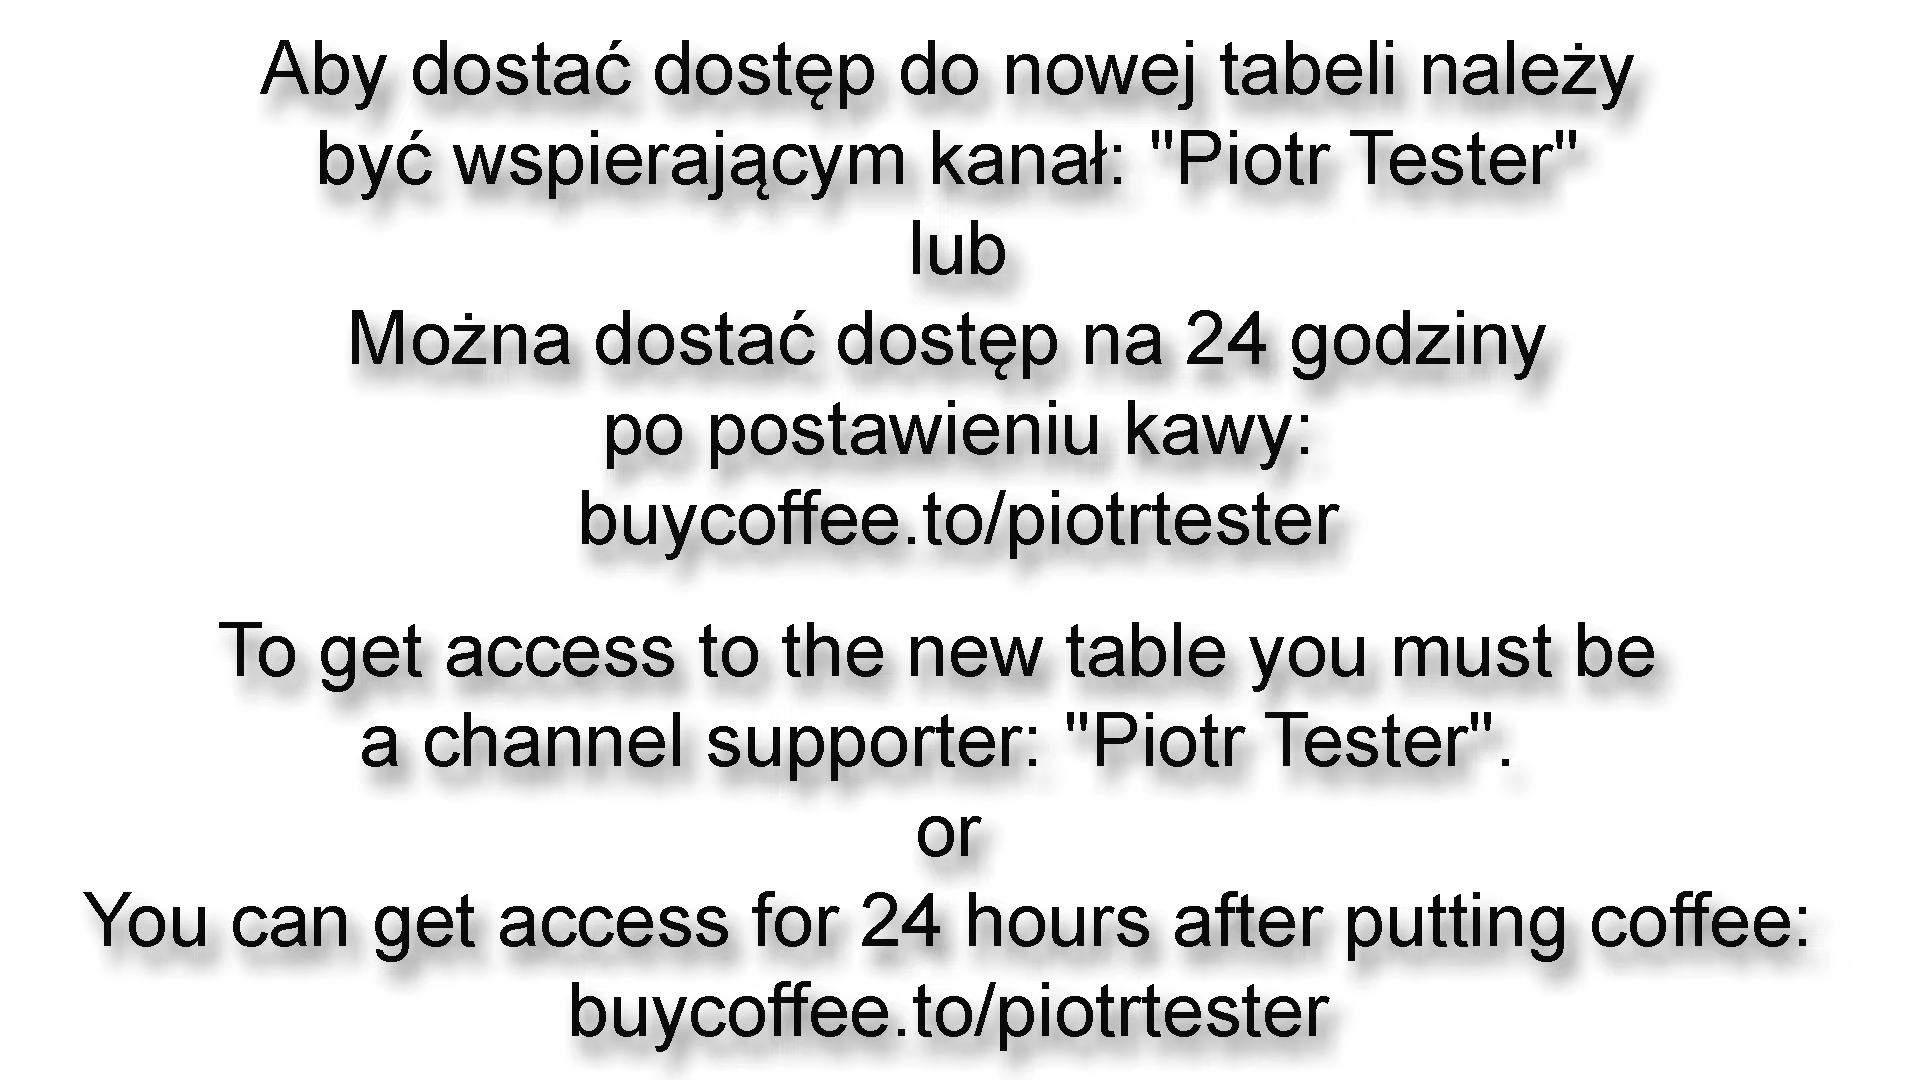 Aby dostać dostęp do nowej tabeli należy
być wspierającym kanał: "Piotr Tester"
lub
Można dostać dostęp na 24 godziny
po postawieniu kawy:
buycoffee.to/piotrtester
To get access to the new table you must be
a channel supporter: "Piotr Tester".
or
You can get access for 24 hours after putting coffee:
buycoffee.to/piotrtester